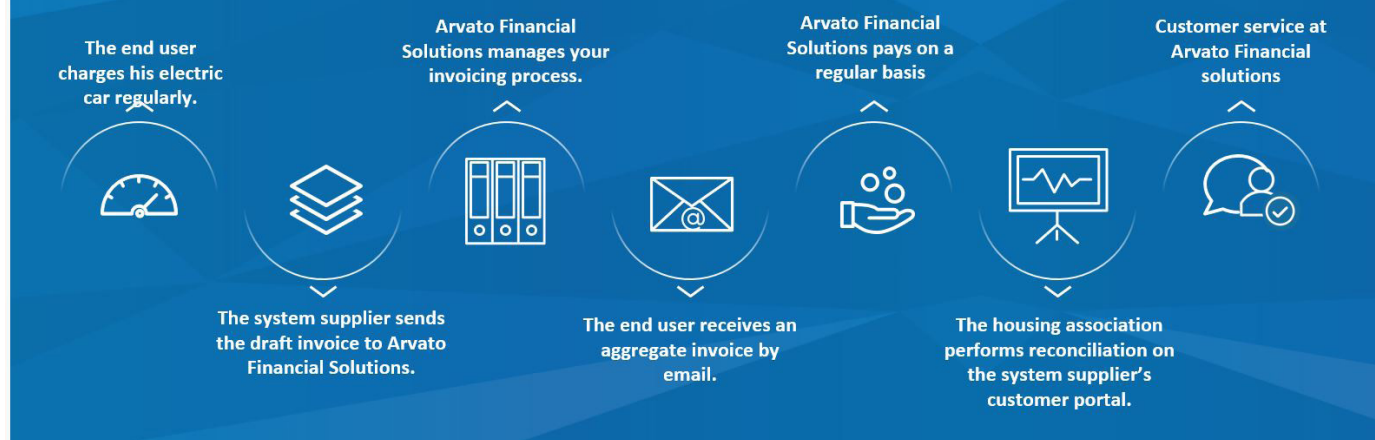 The end user
charges his electric
car regularly.
The system supplier sends
the draft invoice to Arvato
Financial Solutions.
Arvato Financial
Solutions manages your
invoicing process.
@
The end user receives an
aggregate invoice by
email.
Arvato Financial
Solutions pays on a
regular basis
The housing association
performs reconciliation on
the system supplier's
customer portal.
Customer service at
Arvato Financial
solutions